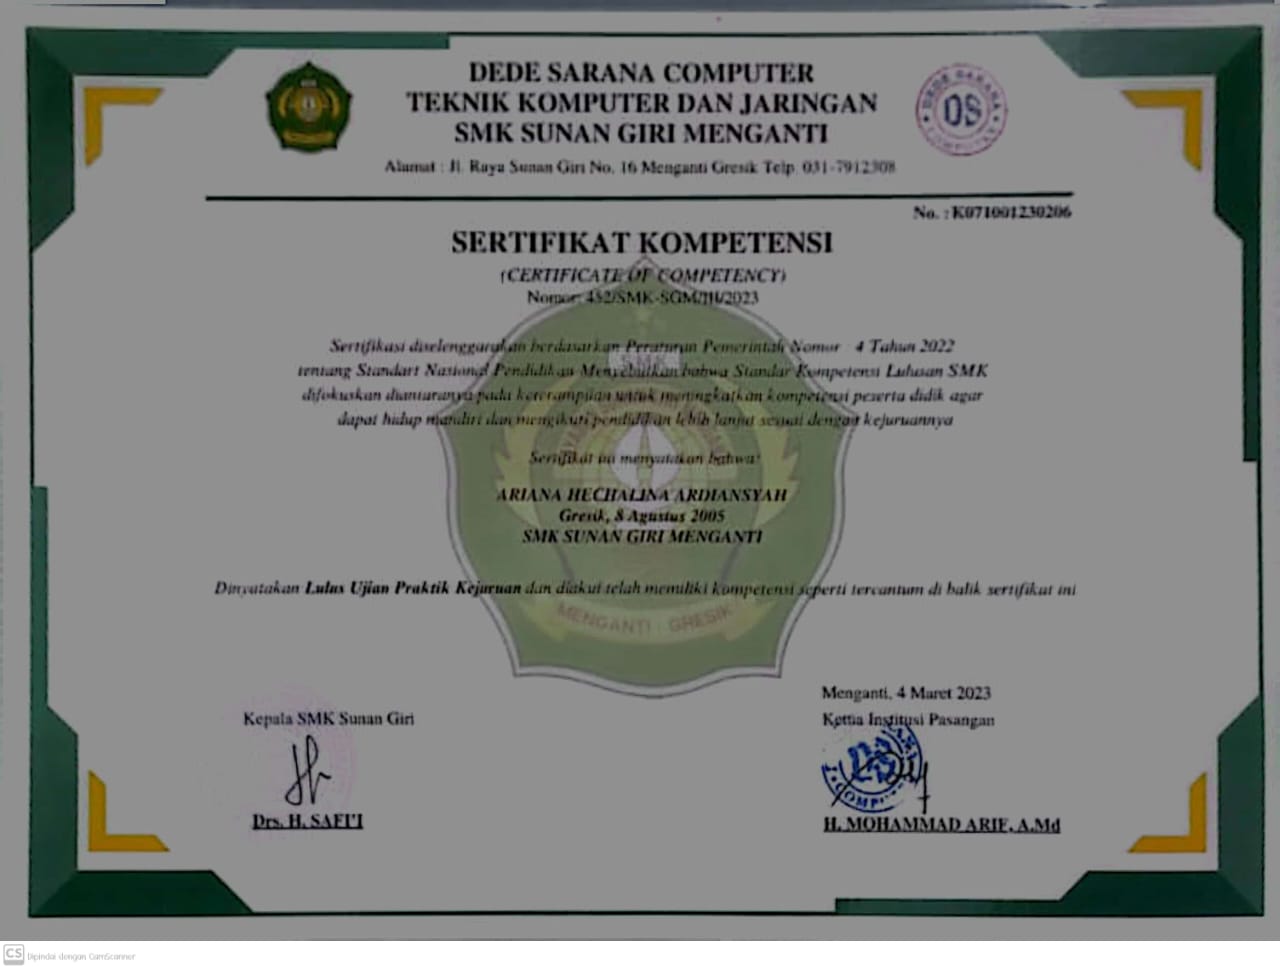 DEDE SARANA COMPUTER
TEKNIK KOMPUTER DAN JARINGAN
SMK SUNAN GIRI MENGANTI
Alamat : Jl. Raya Sunan Giri No. 16 Menganti Gresik Telp. 031-7912308
DEDE SARANA
DS
COMPUTER
No. : K071001230206
SERTIFIKAT KOMPETENSI
(CERTIFICATE OF COMPETENCY)
Nomor: 452/SMK-SGM/III/2023
Sertifikasi diselenggarakan berdasarkan Peraturan Pemerintah Nomor 4 Tahun 2022
tentang Standart Nasional Pendidikan Menyebutkan bahwa Standar Kompetensi Lulusan SMK
difokuskan diantaranya pada keterampilan untuk meningkatkan kompetensi peserta didik agar
dapat hidup mandiri dan mengikuti pendidikan lebih lanjut sesuai dengan kejuruannya
SMK
Sertifikat ini menyatakan bahwa:
ARIANA HECHALINA ARDIANSYAH
Gresik, 8 Agustus 2005
SMK SUNAN GIRI MENGANTI
Dinyatakan Lulus Ujian Praktik Kejuruan dan diakui telah memiliki kompetensi seperti tercantum di balik sertifikat ini
MENGANTI - GRESIK
Menganti, 4 Maret 2023
Kepala SMK Sunan Giri
Ketua Institusi Pasangan
Drs. H. SAFI'I
H. MOHAMMAD ARIF, A.Md
CS Dipindai dengan CamScanner